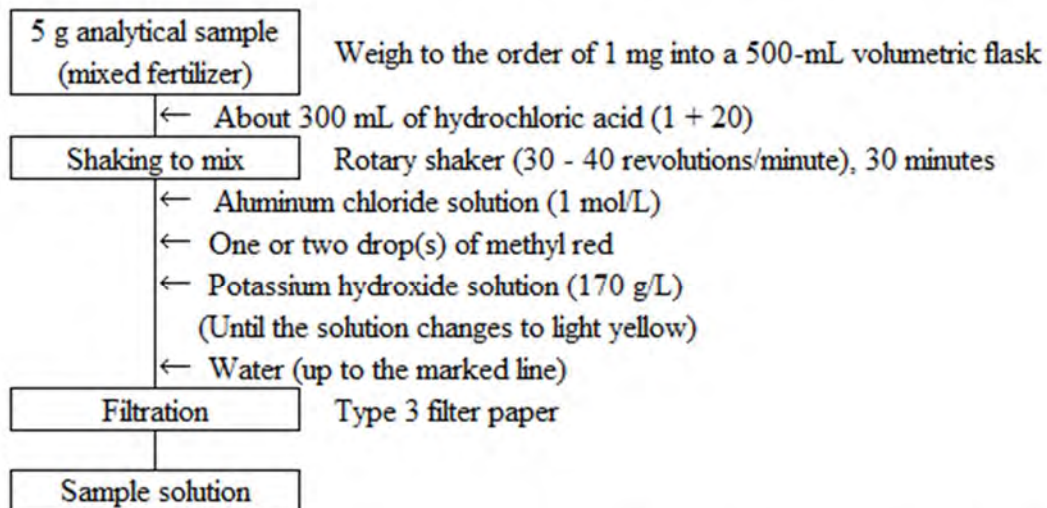 5 g analytical sample
(mixed fertilizer)
Weigh to the order of 1 mg into a 500-mL volumetric flask
← About 300 mL of hydrochloric acid (1 + 20)
Shaking to mix
Rotary shaker (30 - 40 revolutions/minute), 30 minutes
← Aluminum chloride solution (1 mol/L)
← One or two drop(s) of methyl red
← Potassium hydroxide solution (170 g/L)
(Until the solution changes to light yellow)
← Water (up to the marked line)
Filtration
Type 3 filter paper
Sample solution